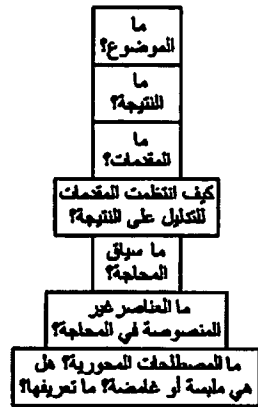 ما
الموضوع؟
ما
النتيجة؟
ما
المقدمات؟
كيف انتظمت المقدمات
للتدليل على النتيجة؟
ما سياق
المحاجة؟
ما العناصر غير
المنصوصة في المحاجة؟
ما المصطلحات المحورية؟ هل
هي ملبسة أو غامضة؟ ما تعريفها؟